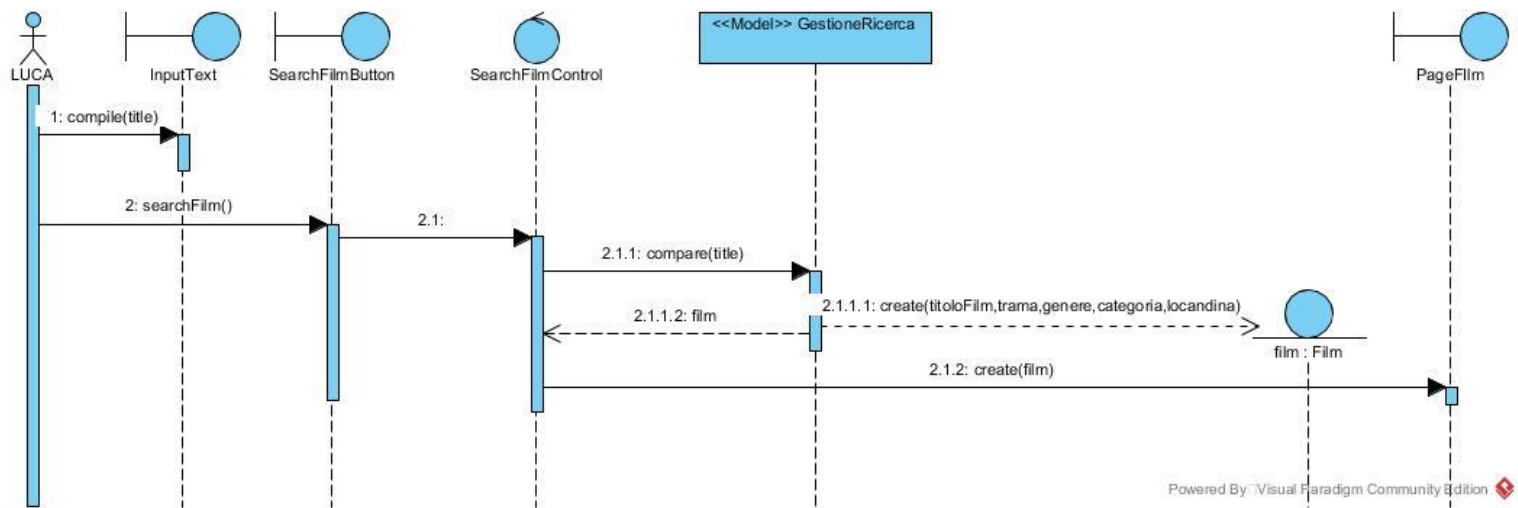 <<Model>> GestioneRicerca
LUCA
InputText
SearchFilmButton
SearchFilmControl
PageFIlm
1: compile(title)
2: searchFilm()
2.1:
2.1.1: compare(title)
2.1.1.1: create(titoloFilm,trama,genere,categoria,locandina)
2.1.1.2: film
film : Film
2.1.2: create(film)
Powered By Visual Paradigm Community Edition